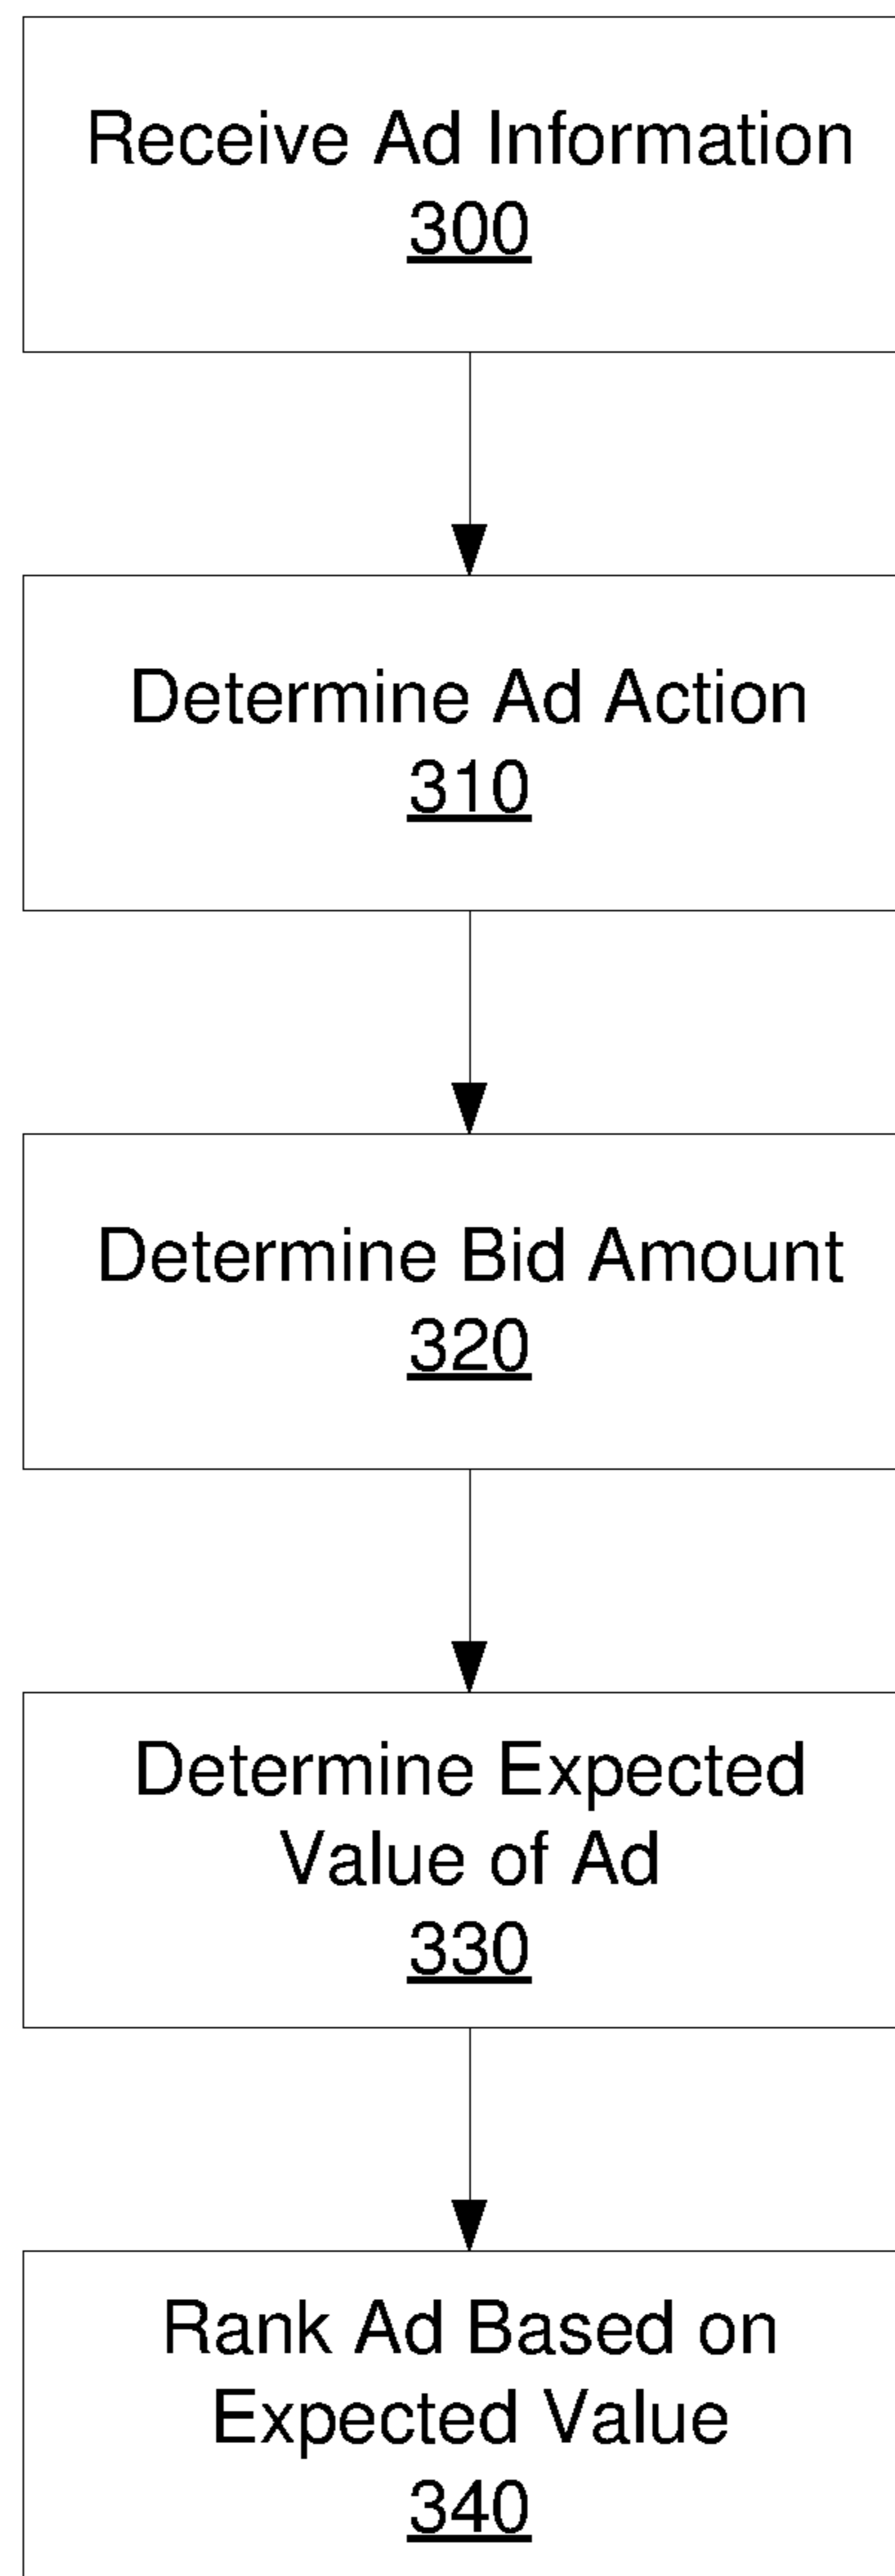 Receive Ad Information
300
Determine Ad Action
310
Determine Bid Amount
320
Determine Expected
Value of Ad
330
Rank Ad Based on
Expected Value
340